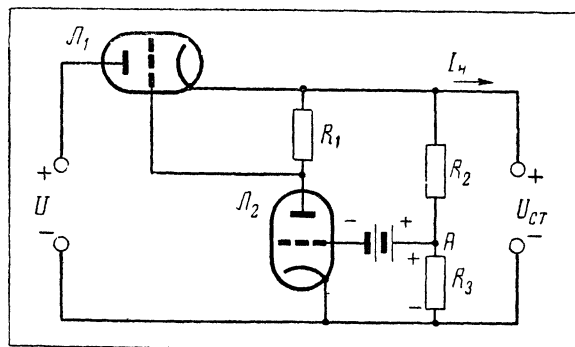 Л₁
Iн
R₁
R₂
+
U
−
Л₂
−
+
A
+
R₃
−
+
Uст
−